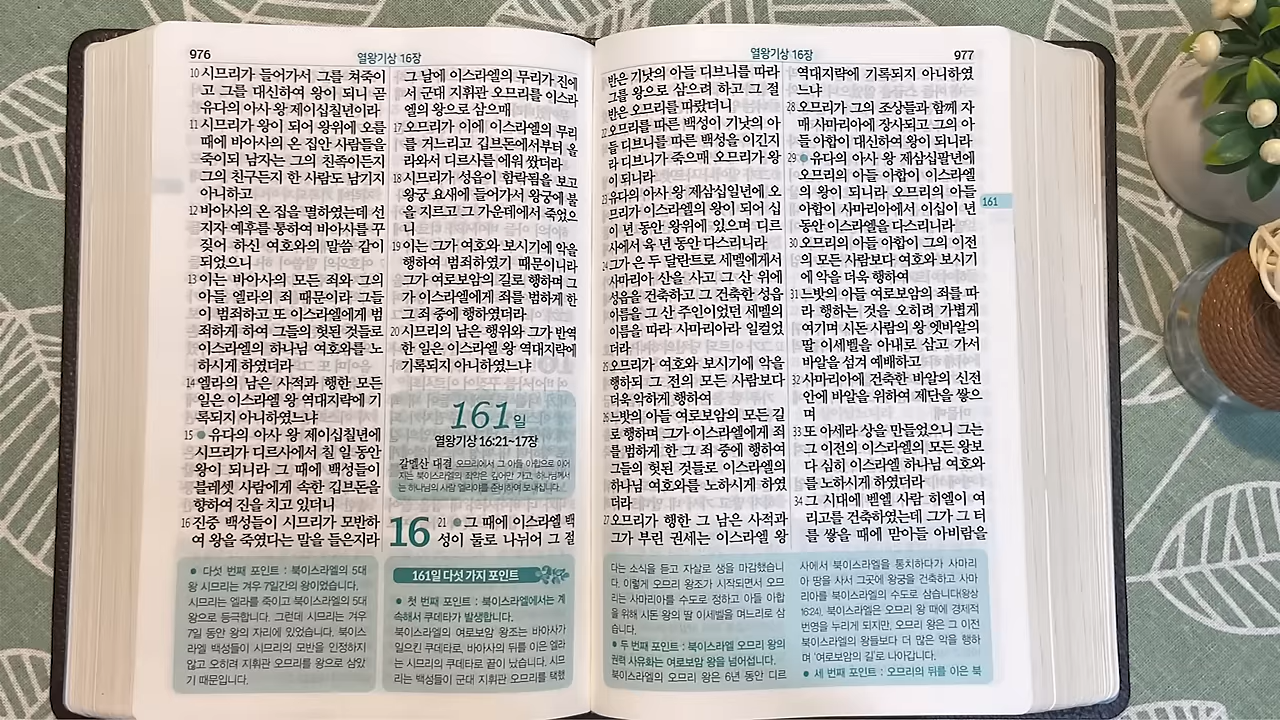 976
열왕기상 16장
10 시므리가 들어가서 그를 쳐죽이
고 그를 대신하여 왕이 되니 곧
유다의 아사 왕 제이십칠년이라
11 시므리가 왕이 되어 왕위에 오를
때에 바아사의 온 집안 사람들을
죽이되 남자는 그의 친족이든지
그의 친구든지 한 사람도 남기지
아니하고
12 바아사의 온 집을 멸하였는데 선
지자 예후를 통하여 바아사를 꾸
짖어 하신 여호와의 말씀 같이
되었으니
13 이는 바아사의 모든 죄와 그의
아들 엘라의 죄 때문이라 그들
이 범죄하고 또 이스라엘에게 범
죄하게 하여 그들의 헛된 것들로
이스라엘의 하나님 여호와를 노
하시게 하였더라
14 엘라의 남은 사적과 행한 모든
일은 이스라엘 왕 역대지략에 기
록되지 아니하였느냐
15 ● 유다의 아사 왕 제이십칠년에
시므리가 디르사에서 칠 일 동안
왕이 되니라 그 때에 백성들이
블레셋 사람에게 속한 깁브돈을
향하여 진을 치고 있더니
16 진중 백성들이 시므리가 모반하
여 왕을 죽였다는 말을 들은지라
그 날에 이스라엘의 무리가 진에
서 군대 지휘관 오므리를 이스라
엘의 왕으로 삼으매
17 오므리가 이에 이스라엘의 무리
를 거느리고 깁브돈에서부터 올
라와서 디르사를 에워 쌌더라
18 시므리가 성읍이 함락됨을 보고
왕궁 요새에 들어가서 왕궁에 불
을 지르고 그 가운데에서 죽었으
니
19 이는 그가 여호와 보시기에 악을
행하여 범죄하였기 때문이니라
그가 여로보암의 길로 행하며 그
가 이스라엘에게 죄를 범하게 한
그 죄 중에 행하였더라
20 시므리의 남은 행위와 그가 반역
한 일은 이스라엘 왕 역대지략에
기록되지 아니하였느냐
161일
열왕기상 16:21~17장
갈멜산 대결 오므리에서 그 아들 아합으로 이어
지는 북이스라엘의 죄악은 깊어만 가고, 하나님께서
는 하나님의 사람 엘리야를 준비하여 보내십니다.
16 21 ● 그 때에 이스라엘 백
성이 둘로 나뉘어 그 절
● 다섯 번째 포인트 : 북이스라엘의 5대
왕 시므리는 겨우 7일간의 왕이었습니다.
시므리는 엘라를 죽이고 북이스라엘의 5대
왕으로 등극합니다. 그런데 시므리는 겨우
7일 동안 왕의 자리에 있었습니다. 북이스
라엘 백성들이 시므리의 모반을 인정하지
않고 오히려 지휘관 오므리를 왕으로 삼았
기 때문입니다.
161일 다섯 가지 포인트
● 첫 번째 포인트 : 북이스라엘에서는 계
속해서 쿠데타가 발생합니다.
북이스라엘의 여로보암 왕조는 바아사가
일으킨 쿠데타로, 바아사의 뒤를 이은 엘라
는 시므리의 쿠데타로 끝이 났습니다. 시므
리는 백성들이 군대 지휘관 오므리를 택했
열왕기상 16장
977
반은 기낫의 아들 디브니를 따라
그를 왕으로 삼으려 하고 그 절
반은 오므리를 따랐더니
22 오므리를 따른 백성이 기낫의 아
들 디브니를 따른 백성을 이긴지
라 디브니가 죽으매 오므리가 왕
이 되니라
23 유다의 아사 왕 제삼십일년에 오
므리가 이스라엘의 왕이 되어 십
이 년 동안 왕위에 있으며 디르
사에서 육 년 동안 다스리니라
24 그가 은 두 달란트로 세멜에게서
사마리아 산을 사고 그 산 위에
성읍을 건축하고 그 건축한 성읍
이름을 그 산 주인이었던 세멜의
이름을 따라 사마리아라 일컬었
더라
25 오므리가 여호와 보시기에 악을
행하되 그 전의 모든 사람보다
더욱 악하게 행하여
26 느밧의 아들 여로보암의 모든 길
로 행하며 그가 이스라엘에게 죄
를 범하게 한 그 죄 중에 행하여
그들의 헛된 것들로 이스라엘의
하나님 여호와를 노하시게 하였
더라
27 오므리가 행한 그 남은 사적과
그가 부린 권세는 이스라엘 왕
역대지략에 기록되지 아니하였
느냐
28 오므리가 그의 조상들과 함께 자
매 사마리아에 장사되고 그의 아
들 아합이 대신하여 왕이 되니라
29 ● 유다의 아사 왕 제삼십팔년에
오므리의 아들 아합이 이스라엘
의 왕이 되니라 오므리의 아들
아합이 사마리아에서 이십이 년
동안 이스라엘을 다스리니라
30 오므리의 아들 아합이 그의 이전
의 모든 사람보다 여호와 보시기
에 악을 더욱 행하여
31 느밧의 아들 여로보암의 죄를 따
라 행하는 것을 오히려 가볍게
여기며 시돈 사람의 왕 엣바알의
딸 이세벨을 아내로 삼고 가서
바알을 섬겨 예배하고
32 사마리아에 건축한 바알의 신전
안에 바알을 위하여 제단을 쌓으
며
33 또 아세라 상을 만들었으니 그는
그 이전의 이스라엘의 모든 왕보
다 심히 이스라엘 하나님 여호와
를 노하시게 하였더라
34 그 시대에 벧엘 사람 히엘이 여
리고를 건축하였는데 그가 그 터
를 쌓을 때에 맏아들 아비람을
161
다는 소식을 듣고 자살로 생을 마감했습니
다. 이렇게 오므리 왕조가 시작되면서 오므
리는 사마리아를 수도로 정하고 아들 아합
을 위해 시돈 왕의 딸 이세벨을 며느리로 삼
습니다.
● 두 번째 포인트 : 북이스라엘 오므리 왕의
권력 사유화는 여로보암 왕을 넘어섭니다.
북이스라엘의 오므리 왕은 6년 동안 디르
사에서 북이스라엘을 통치하다가 사마리
아 땅을 사서 그곳에 왕궁을 건축하고 사마
리아를 북이스라엘의 수도로 삼습니다(왕상
16:24). 북이스라엘은 오므리 왕 때에 경제적
번영을 누리게 되지만, 오므리 왕은 그 이전
북이스라엘의 왕들보다 더 많은 악을 행하
며 '여로보암의 길'로 나아갑니다.
● 세 번째 포인트 : 오므리의 뒤를 이은 북